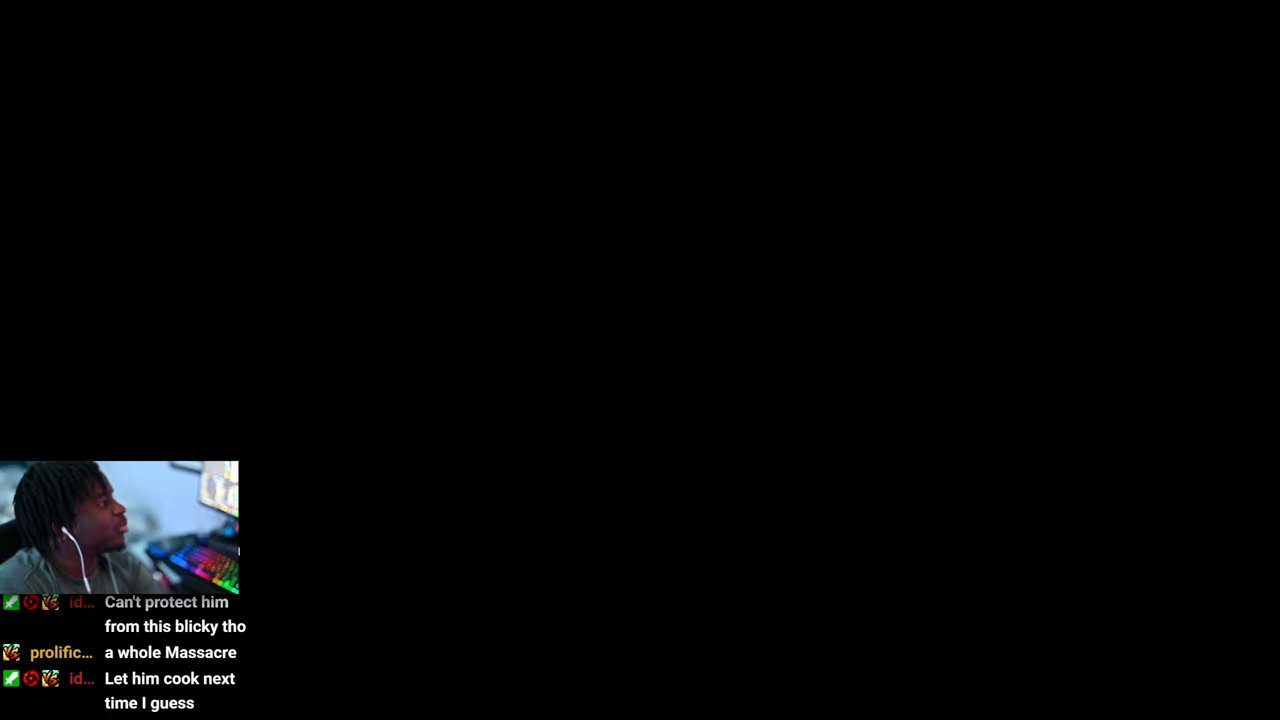 id... Can't protect him
from this blicky tho
prolific... a whole Massacre
id... Let him cook next
time I guess